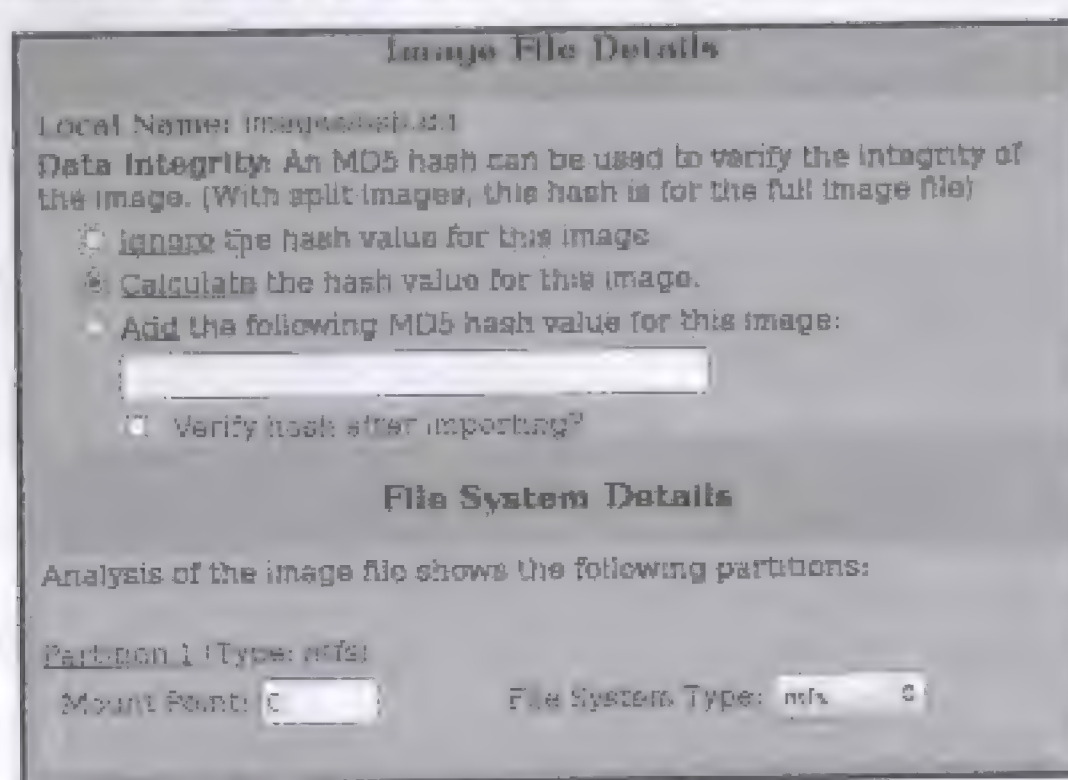 Image File Details
Local Name:
Data Integrity: An MD5 hash can be used to verify the integrity of
the image. (With split images, this hash is for the full image file)
Ignore the hash value for this image
Calculate the hash value for this image.
Add the following MD5 hash value for this image:
Verify hash after importing?
File System Details
Analysis of the image file shows the following partitions:
Partition 1 (Type: ntfs)
Mount Point: C File System Type: ntfs